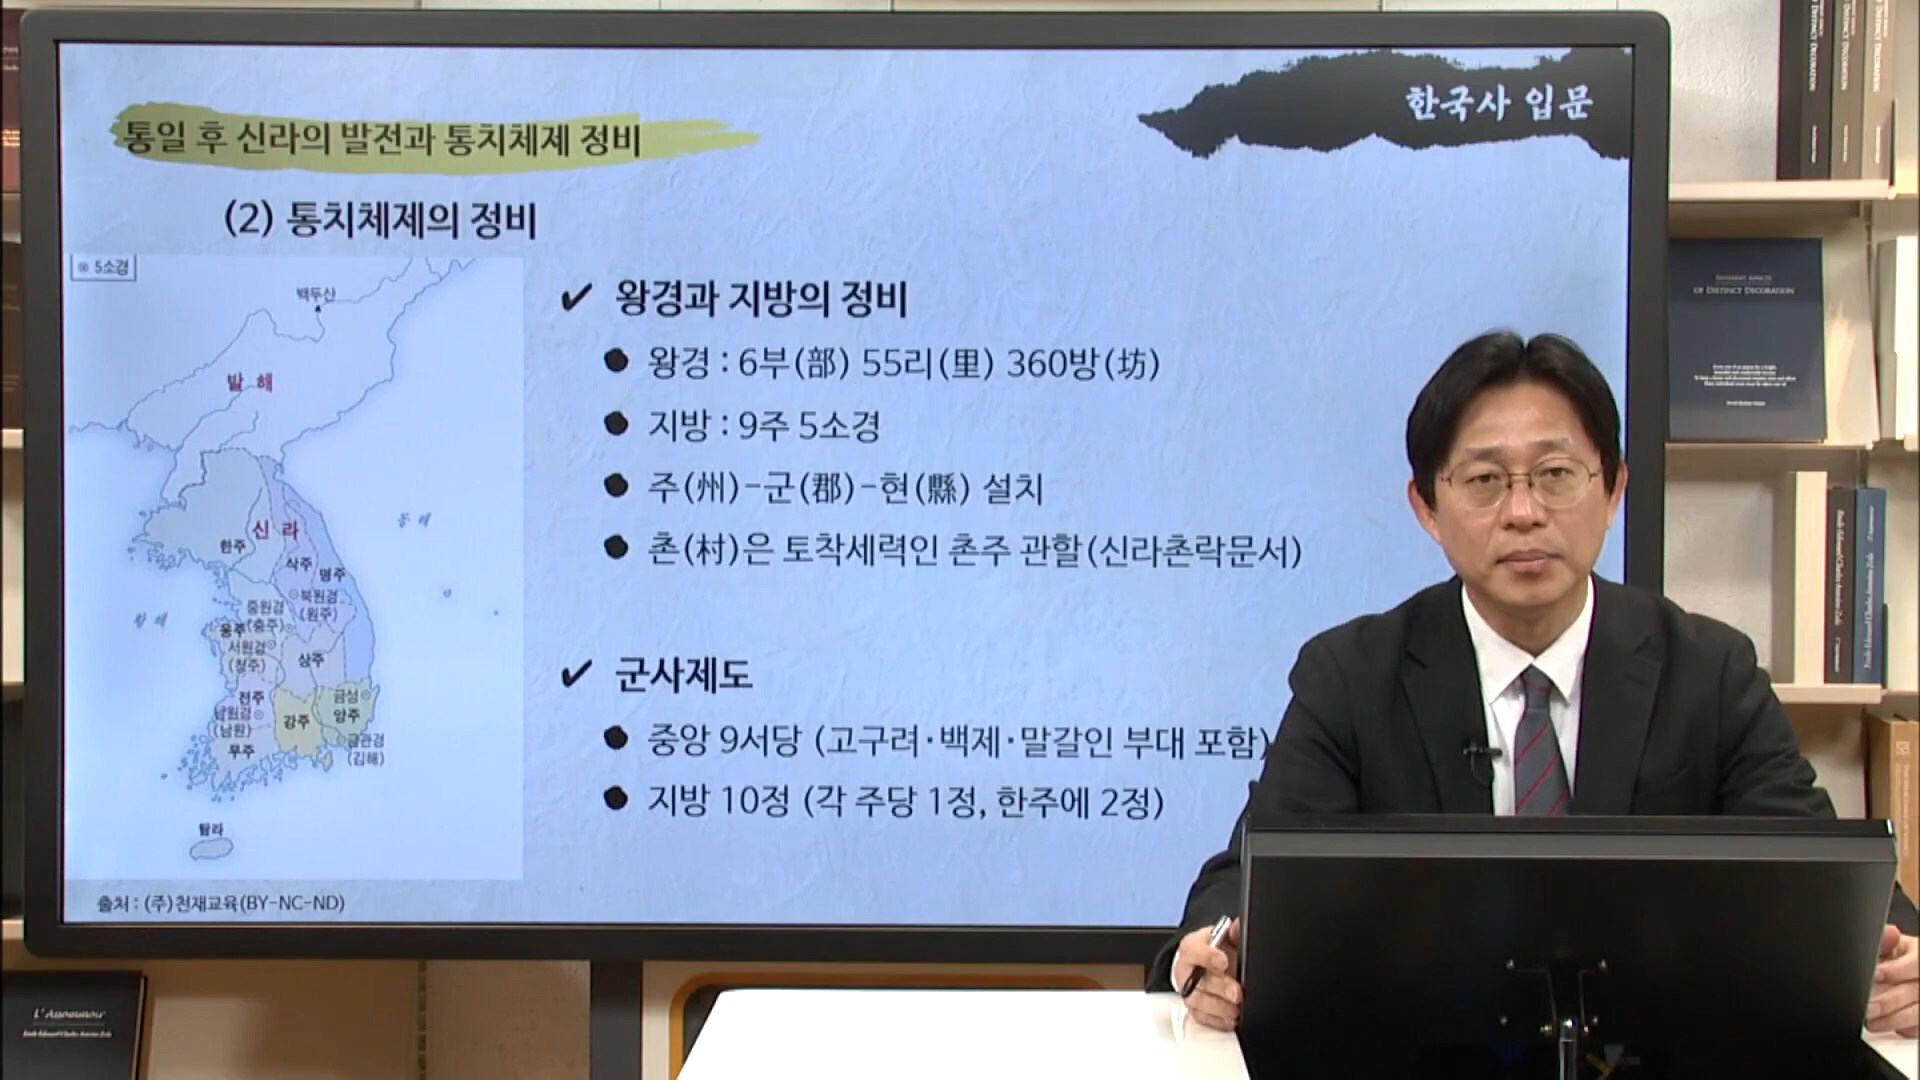 한국사 입문
통일 후 신라의 발전과 통치체제 정비
(2) 통치체제의 정비
5소경
백두산
발 해
신 라
한주
삭주
명주
동 해
북원경
(원주)
중원경
(충주)
황 해
웅주
서원경
(청주)
상주
전주
금성
남원경
(남원)
강주
양주
무주
금관경
(김해)
탐라
출처 : (주)천재교육(BY-NC-ND)
✔ 왕경과 지방의 정비
● 왕경 : 6부(部) 55리(里) 360방(坊)
● 지방 : 9주 5소경
● 주(州)-군(郡)-현(縣) 설치
● 촌(村)은 토착세력인 촌주 관할(신라촌락문서)
✔ 군사제도
● 중앙 9서당 (고구려·백제·말갈인 부대 포함)
● 지방 10정 (각 주당 1정, 한주에 2정)
OF DISTINCT DECORATION
L'Assommoir